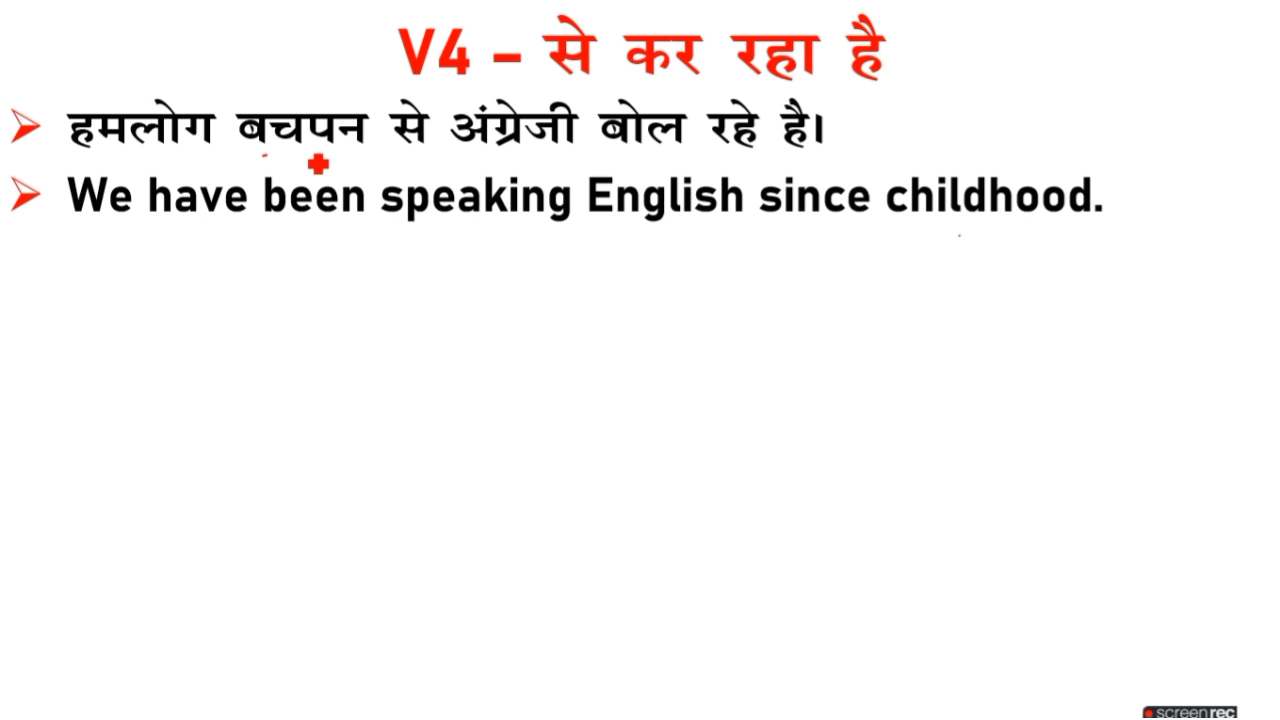 V4 – से कर रहा है
हमलोग बचपन से अंग्रेजी बोल रहे है।
We have been speaking English since childhood.
screenrec